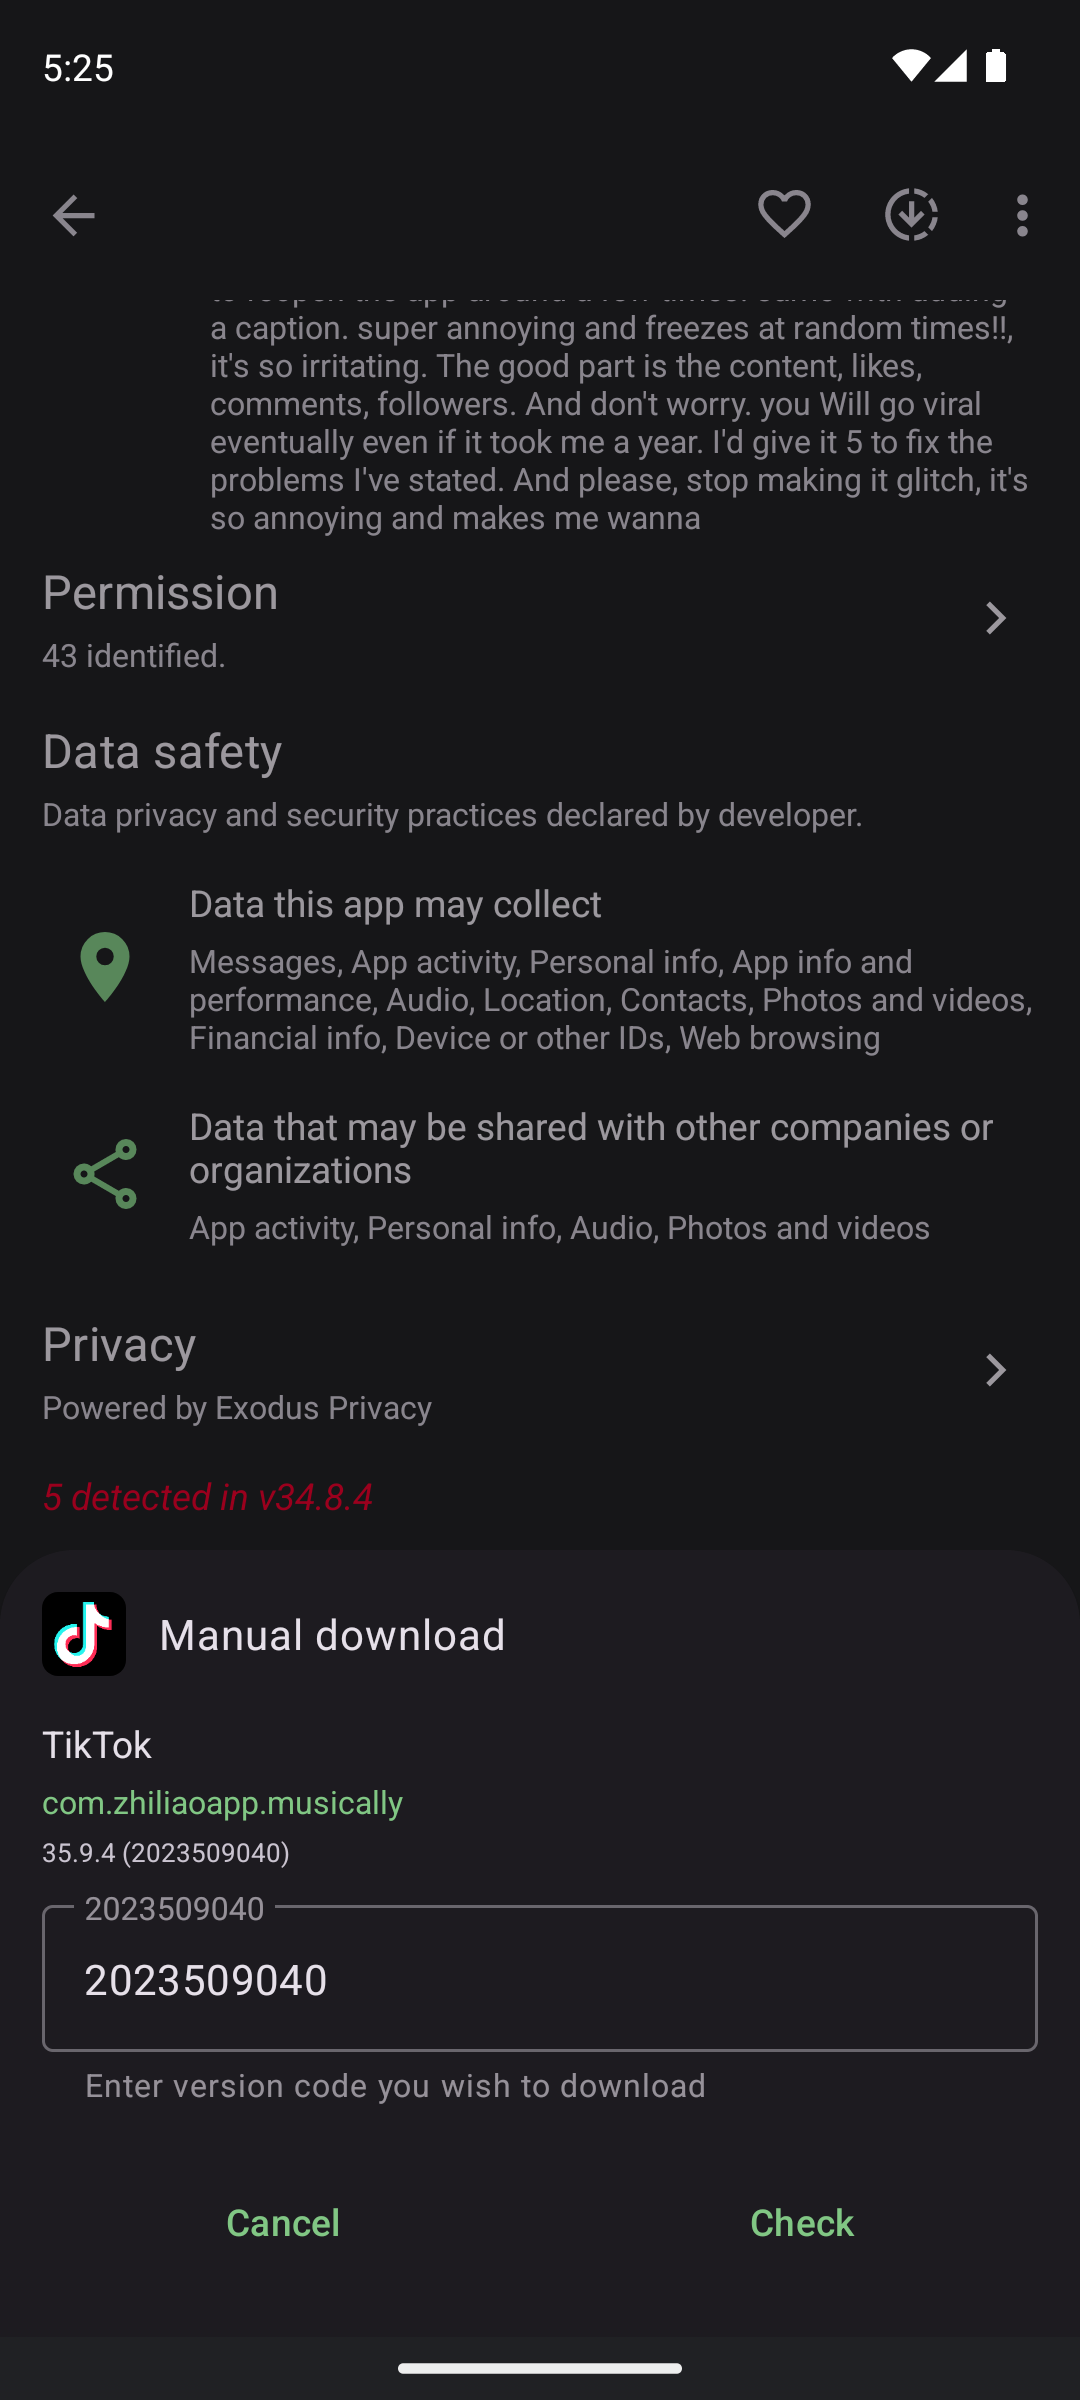 5:25
a caption. super annoying and freezes at random times!!,
it's so irritating. The good part is the content, likes,
comments, followers. And don't worry. you Will go viral
eventually even if it took me a year. I'd give it 5 to fix the
problems I've stated. And please, stop making it glitch, it's
so annoying and makes me wanna
Permission
43 identified.
Data safety
Data privacy and security practices declared by developer.
Data this app may collect
Messages, App activity, Personal info, App info and
performance, Audio, Location, Contacts, Photos and videos,
Financial info, Device or other IDs, Web browsing
Data that may be shared with other companies or
organizations
App activity, Personal info, Audio, Photos and videos
Privacy
Powered by Exodus Privacy
5 detected in v34.8.4
Manual download
TikTok
com.zhiliaoapp.musically
35.9.4 (2023509040)
2023509040
2023509040
Enter version code you wish to download
Cancel
Check